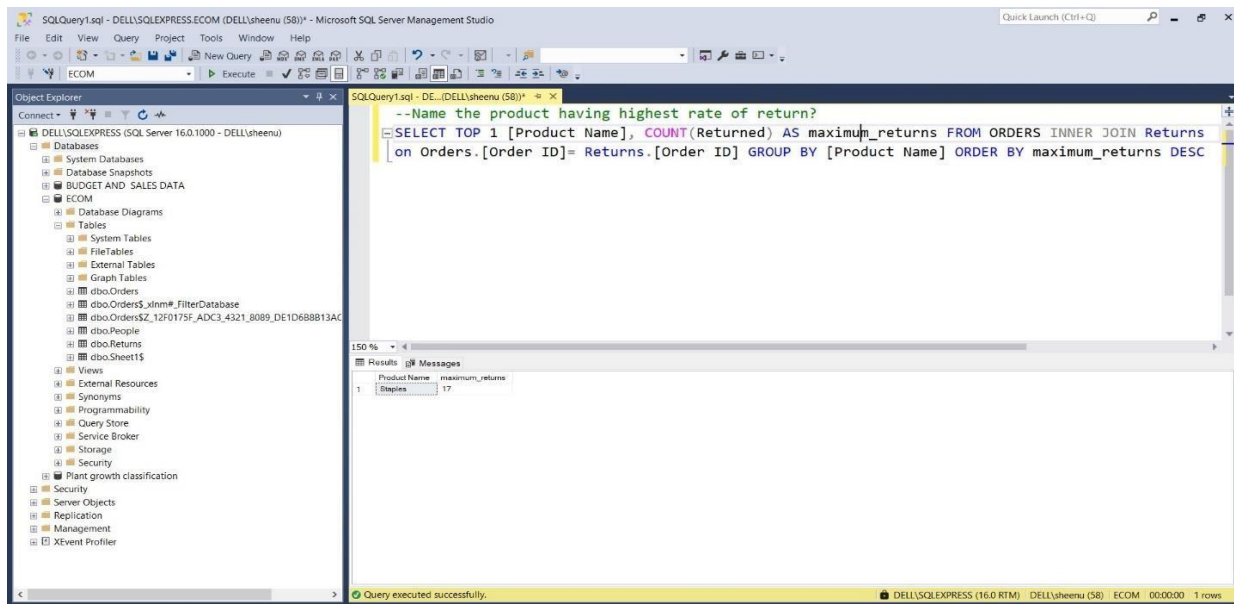 SQLQuery1.sql - DELL\SQLEXPRESS.ECOM (DELL\sheenu (58))* - Microsoft SQL Server Management Studio
Quick Launch (Ctrl+Q)
File Edit View Query Project Tools Window Help
New Query
ECOM
Execute
Object Explorer
Connect
DELL\SQLEXPRESS (SQL Server 16.0.1000 - DELL\sheenu)
Databases
System Databases
Database Snapshots
BUDGET AND SALES DATA
ECOM
Database Diagrams
Tables
System Tables
FileTables
External Tables
Graph Tables
dbo.Orders
dbo.Orders$_xlnm#_FilterDatabase
dbo.Orders$Z_12F0175F_ADC3_4321_8089_DE1D6B8B13AC
dbo.People
dbo.Returns
dbo.Sheet1$
Views
External Resources
Synonyms
Programmability
Query Store
Service Broker
Storage
Security
Plant growth classification
Security
Server Objects
Replication
Management
XEvent Profiler
SQLQuery1.sql - DE...(DELL\sheenu (58))*
--Name the product having highest rate of return?
SELECT TOP 1 [Product Name], COUNT(Returned) AS maximum_returns FROM ORDERS INNER JOIN Returns
on Orders.[Order ID]= Returns.[Order ID] GROUP BY [Product Name] ORDER BY maximum_returns DESC
150 %
Results Messages
Product Name maximum_returns
1 Staples 17
Query executed successfully.
DELL\SQLEXPRESS (16.0 RTM) DELL\sheenu (58) ECOM 00:00:00 1 rows